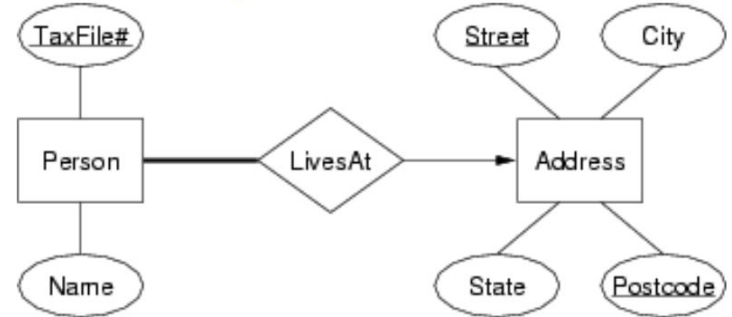 TaxFile#
Street
City
Person
LivesAt
Address
Name
State
Postcode